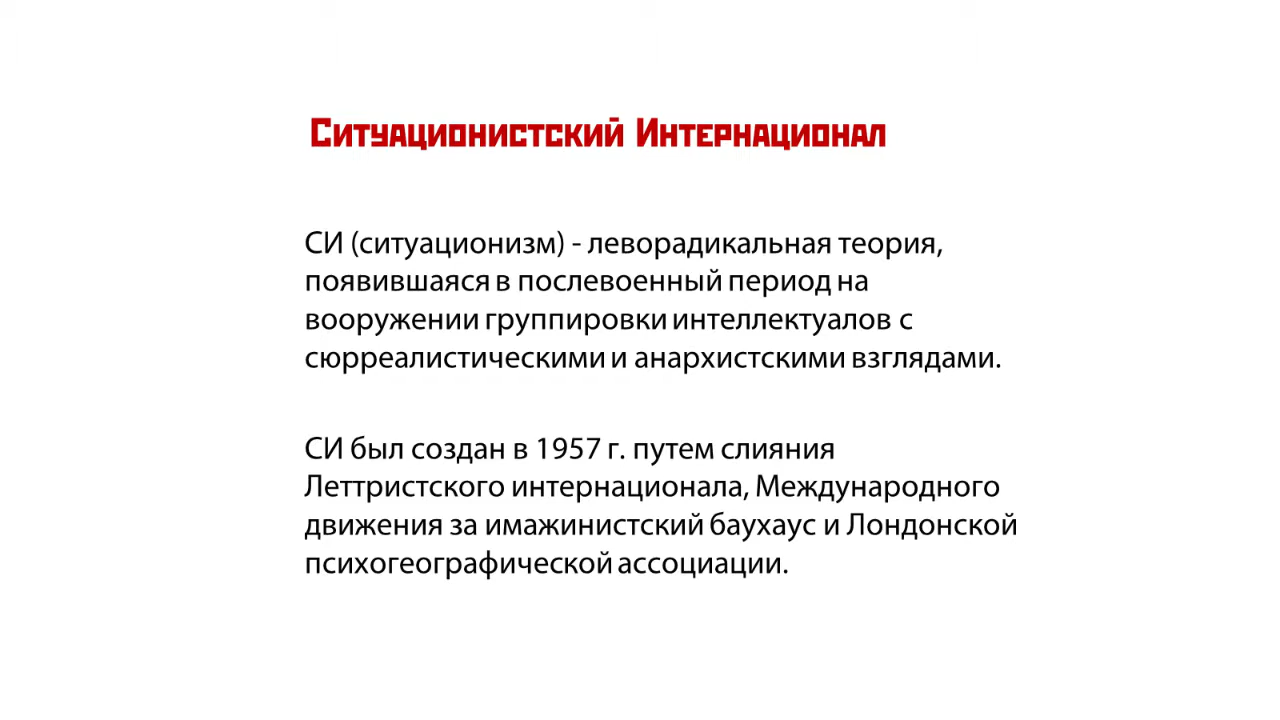 Ситуационистский Интернационал
СИ (ситуационизм) - леворадикальная теория,
появившаяся в послевоенный период на
вооружении группировки интеллектуалов с
сюрреалистическими и анархистскими взглядами.
СИ был создан в 1957 г. путем слияния
Леттристского интернационала, Международного
движения за имажинистский баухаус и Лондонской
психогеографической ассоциации.